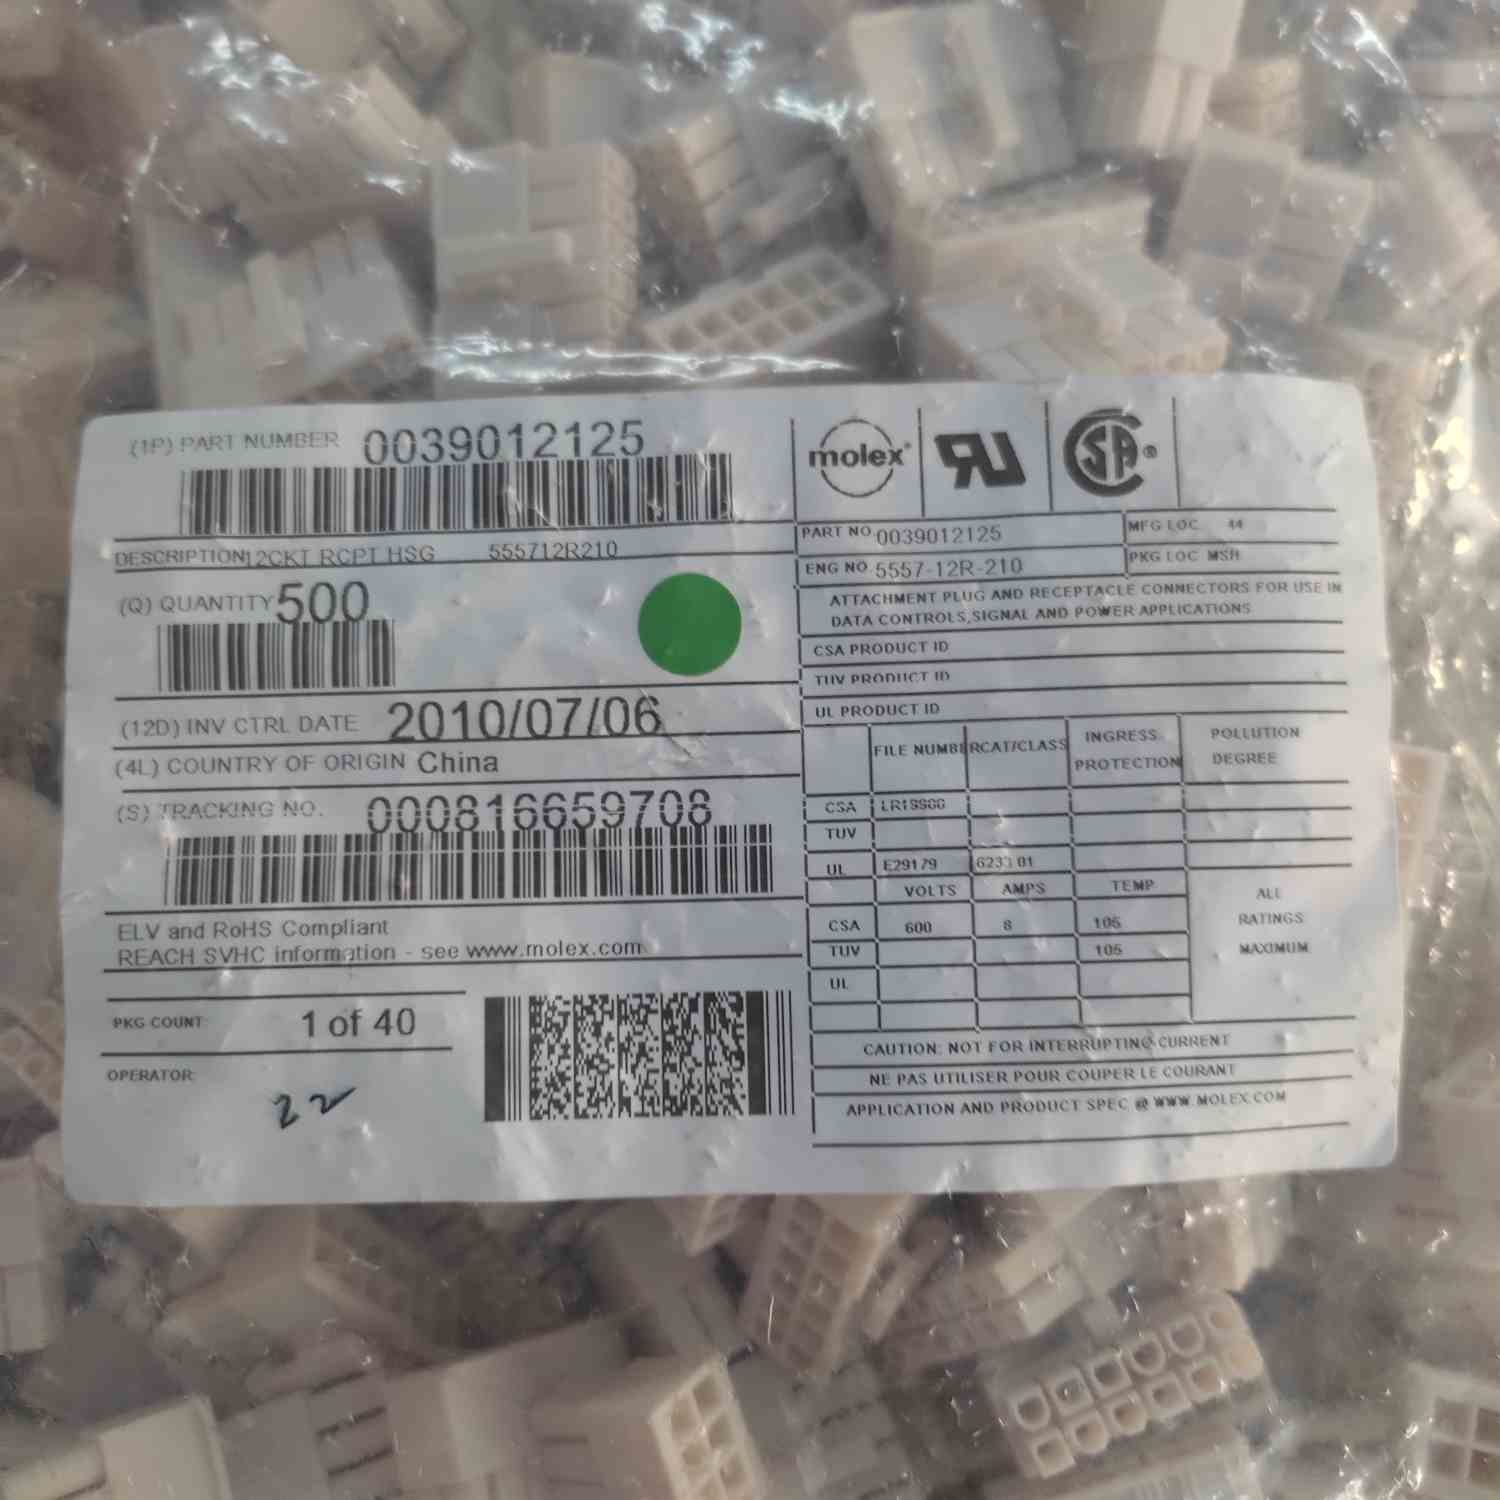 (1P) PART NUMBER 0039012125
DESCRIPTION 12CKT RCPT HSG 555712R210
(Q) QUANTITY 500
(12D) INV CTRL DATE 2010/07/06
(4L) COUNTRY OF ORIGIN China
(S) TRACKING NO. 000816659708
ELV and RoHS Compliant
REACH SVHC information - see www.molex.com
PKG COUNT: 1 of 40
OPERATOR:
22
molex®
RU
CSA®
PART NO 0039012125
MFG LOC 44
ENG NO 5557-12R-210
PKG LOC MSH
ATTACHMENT PLUG AND RECEPTACLE CONNECTORS FOR USE IN
DATA CONTROLS,SIGNAL AND POWER APPLICATIONS
CSA PRODUCT ID
TUV PRODUCT ID
UL PRODUCT ID
FILE NUMBER CAT/CLASS INGRESS PROTECTION POLLUTION DEGREE
CSA
TUV
UL E29179
VOLTS AMPS TEMP
CSA 600 8 105
TUV 105
UL
ALL
RATINGS
MAXIMUM
CAUTION: NOT FOR INTERRUPTING CURRENT
NE PAS UTILISER POUR COUPER LE COURANT
APPLICATION AND PRODUCT SPEC @ WWW.MOLEX.COM